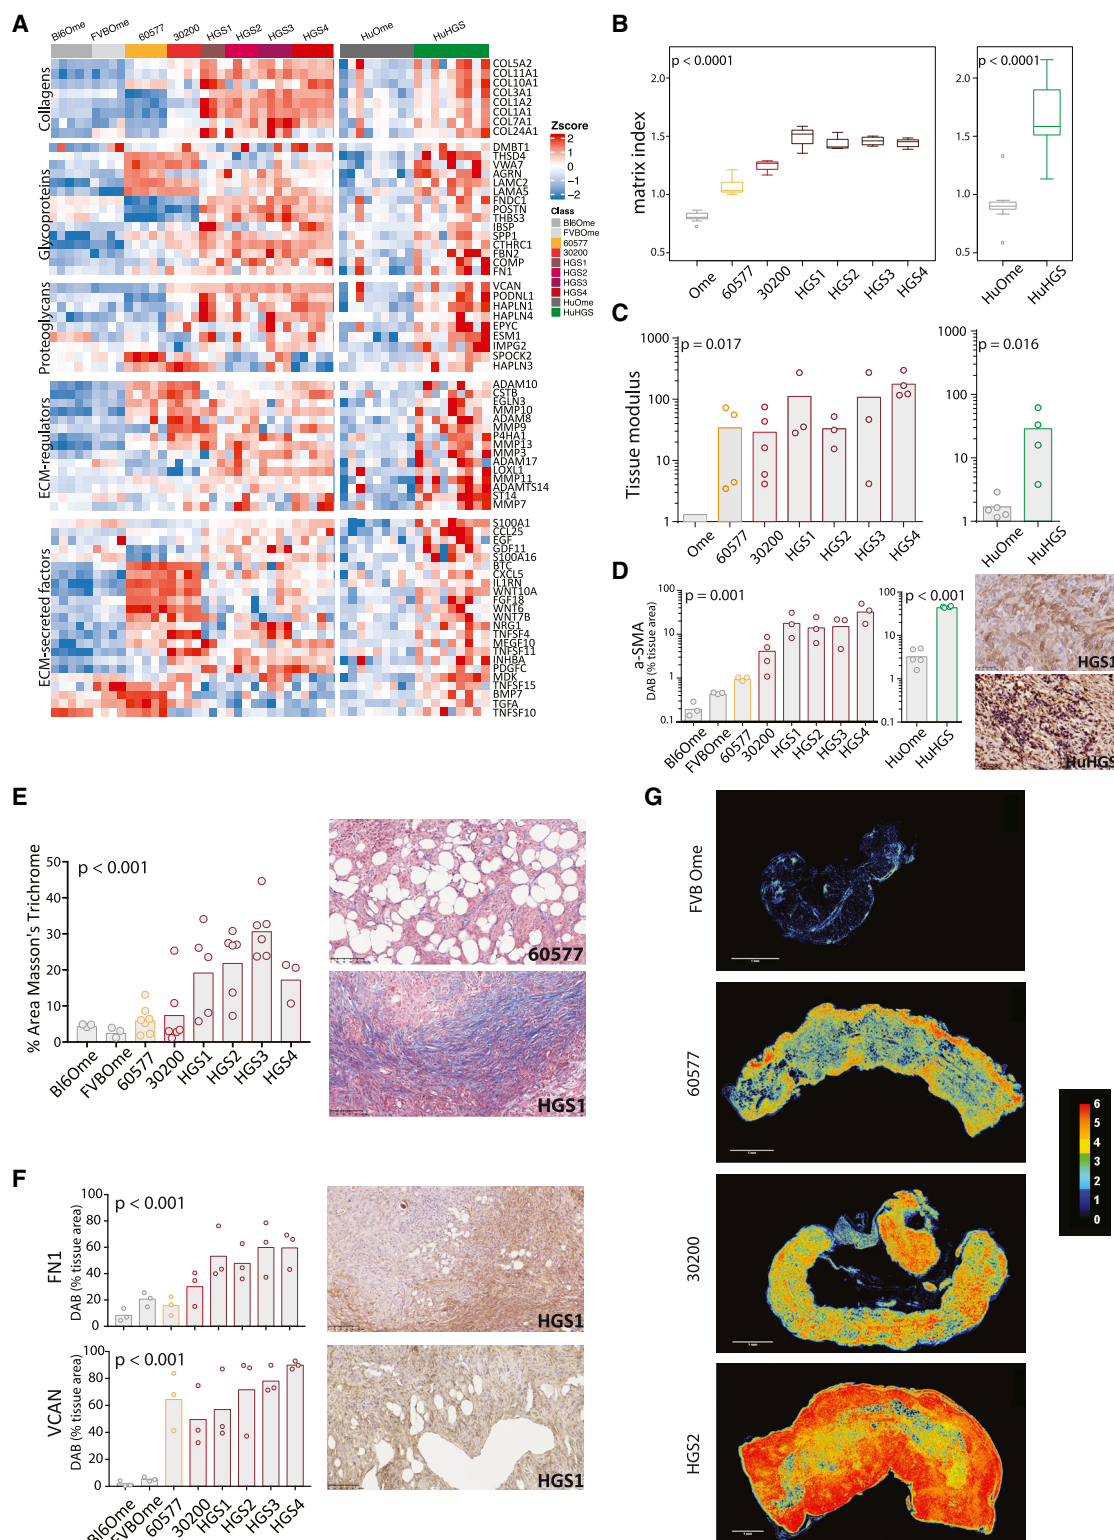 A
Bl6Ome
FVBOme
60577
30200
HGS1
HGS2
HGS3
HGS4
HuOme
HuHGS
Collagens
COL5A2
COL11A1
COL10A1
COL3A1
COL1A2
COL1A1
COL7A1
COL24A1
Glycoproteins
DMBT1
THSD4
VWA7
AGRN
LAMC2
LAMA5
FNDC1
POSTN
THBS3
IBSP
SPP1
CTHRC1
FBN2
COMP
FN1
Proteoglycans
VCAN
PODNL1
HAPLN1
HAPLN4
EPYC
ESM1
IMPG2
SPOCK2
HAPLN3
ECM-regulators
ADAM10
CSTB
EGLN3
MMP10
ADAM8
MMP9
P4HA1
MMP13
MMP3
ADAM17
LOXL1
MMP11
ADAMTS14
ST14
MMP7
ECM-secreted factors
S100A1
CCL25
EGF
GDF11
S100A16
BTC
CXCL5
IL1RN
WNT10A
FGF18
WNT6
WNT7B
NRG1
TNFSF4
MEGF10
TNFSF11
INHBA
PDGFC
MDK
TNFSF15
BMP7
TGFA
TNFSF10
Zscore
2
1
0
−1
−2
Class
Bl6Ome
FVBOme
60577
30200
HGS1
HGS2
HGS3
HGS4
HuOme
HuHGS
B
matrix index
p < 0.0001
2.0
1.5
1.0
0.5
Ome
60577
30200
HGS1
HGS2
HGS3
HGS4
p < 0.0001
2.0
1.5
1.0
0.5
HuOme
HuHGS
C
Tissue modulus
1000
p = 0.017
100
10
1
Ome
60577
30200
HGS1
HGS2
HGS3
HGS4
1000
p = 0.016
100
10
1
HuOme
HuHGS
D
a-SMA
DAB (% tissue area)
100
p = 0.001
10
1
0.1
Bl6Ome
FVBOme
60577
30200
HGS1
HGS2
HGS3
HGS4
100
p < 0.001
10
1
0.1
HuOme
HuHGS
HGS1
HuHGS
E
% Area Masson's Trichrome
50
p < 0.001
40
30
20
10
0
Bl6Ome
FVBOme
60577
30200
HGS1
HGS2
HGS3
HGS4
60577
HGS1
F
FN1
DAB (% tissue area)
100
p < 0.001
80
60
40
20
0
HGS1
VCAN
DAB (% tissue area)
100
p < 0.001
80
60
40
20
0
Bl6Ome
FVBOme
60577
30200
HGS1
HGS2
HGS3
HGS4
HGS1
G
FVB Ome
1 mm
60577
1 mm
30200
1 mm
HGS2
1 mm
6
5
4
3
2
1
0